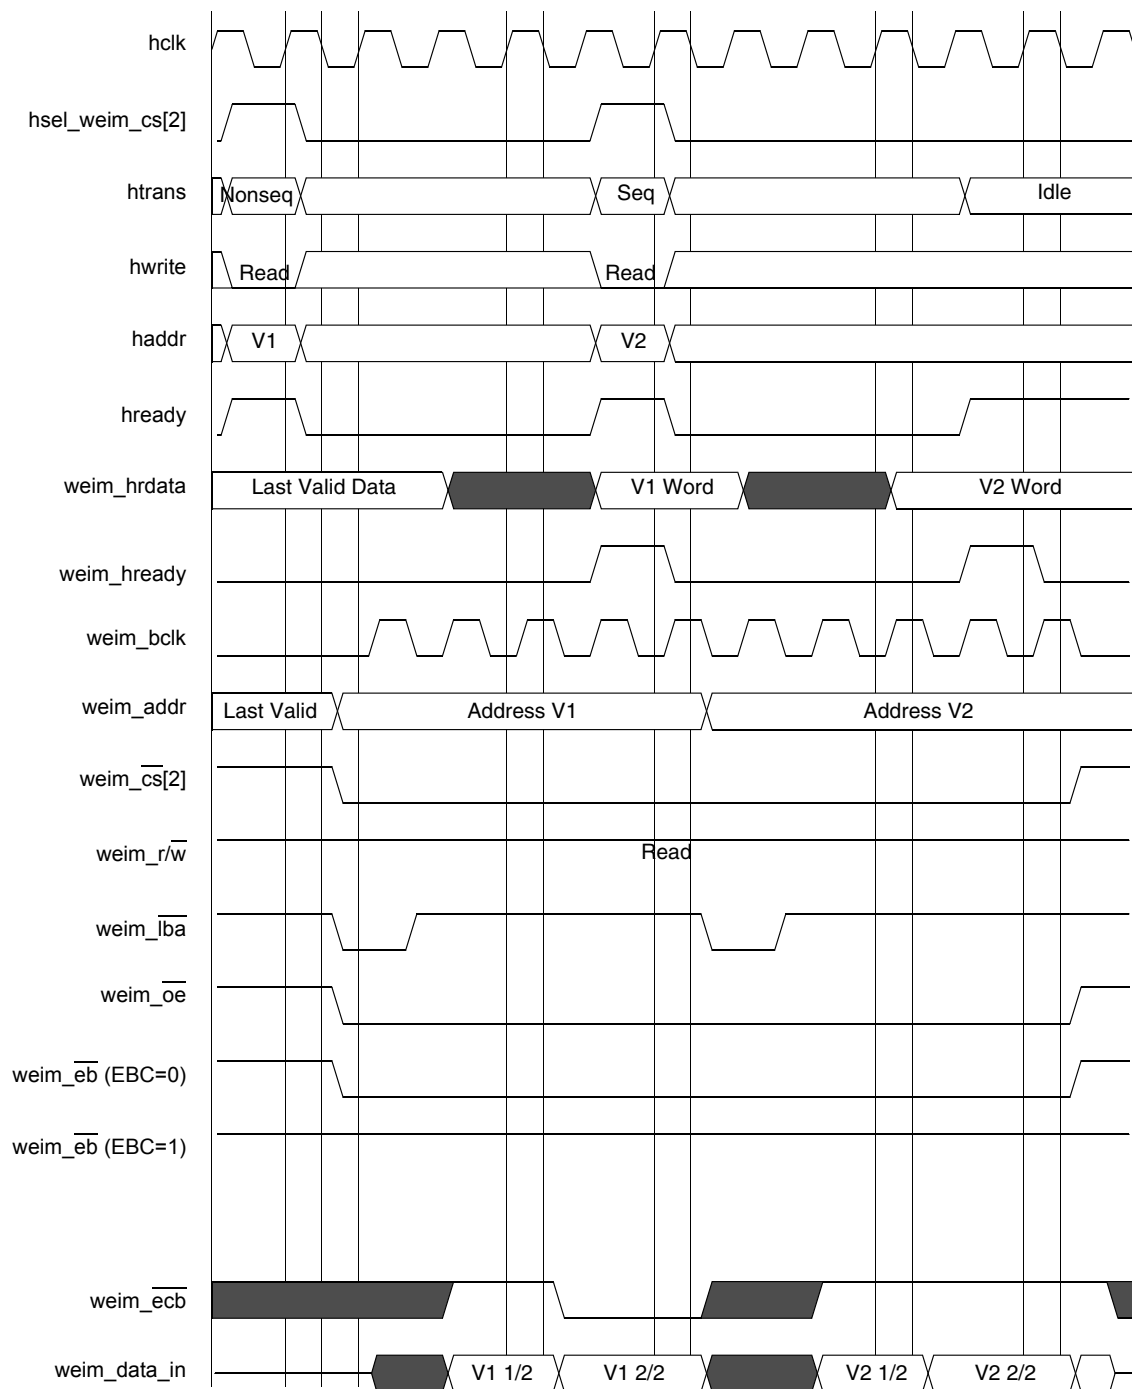 hclk
hsel_weim_cs[2]
htrans Nonseq Seq Idle
hwrite Read Read
haddr V1 V2
hready
weim_hrdata Last Valid Data V1 Word V2 Word
weim_hready
weim_bclk
weim_addr Last Valid Address V1 Address V2
weim_cs[2]
weim_r/w Read
weim_lba
weim_oe
weim_eb (EBC=0)
weim_eb (EBC=1)
weim_ecb
weim_data_in V1 1/2 V1 2/2 V2 1/2 V2 2/2